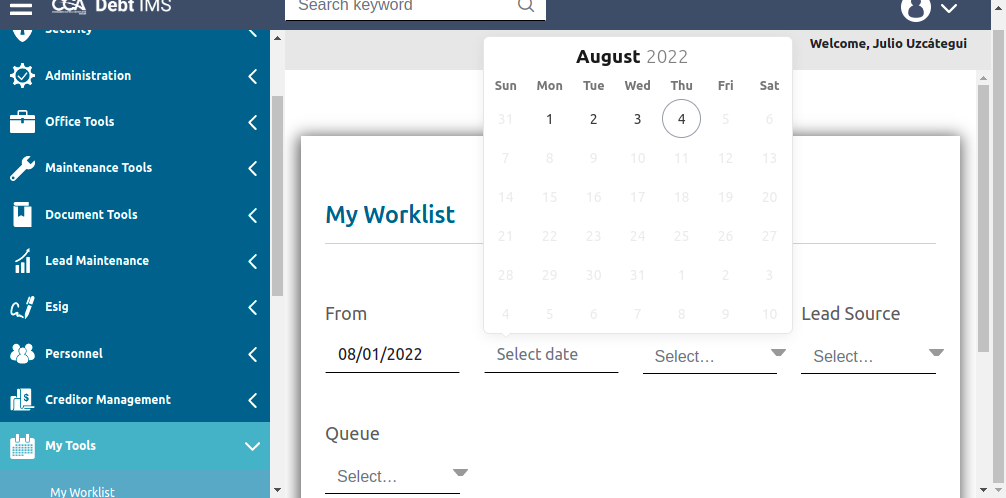 CCA Debt IMS
Search keyword
Welcome, Julio Uzcátegui
Security
Administration
Office Tools
Maintenance Tools
Document Tools
Lead Maintenance
Esig
Personnel
Creditor Management
My Tools
My Worklist
August 2022
Sun Mon Tue Wed Thu Fri Sat
31 1 2 3 4 5 6
7 8 9 10 11 12 13
14 15 16 17 18 19 20
21 22 23 24 25 26 27
28 29 30 31 1 2 3
4 5 6 7 8 9 10
My Worklist
From
08/01/2022
Select date
Select...
Lead Source
Select...
Queue
Select...